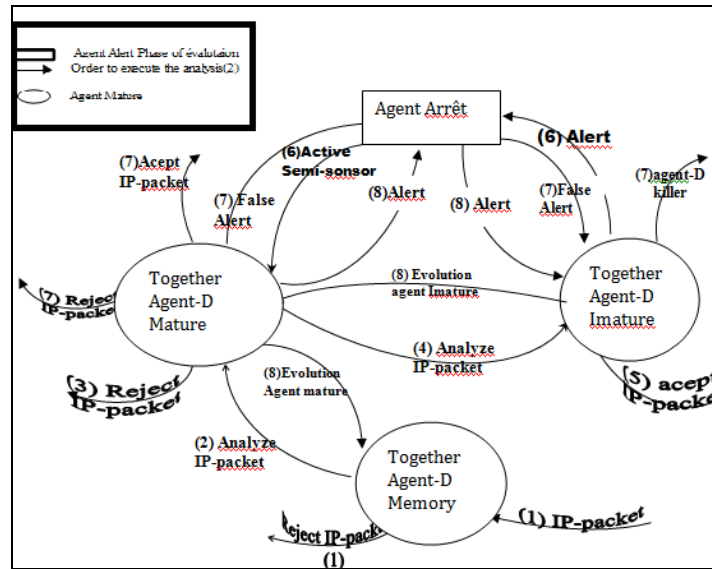 Agent Alert Phase of évalutaion
Order to execute the analysis(2)
Agent Mature
Agent Arrêt
(6) Alert
(6)Active
Semi-sonsor
(7)Acept
IP-packet
(7) False
Alert
(8)Alert
(8) Alert
(7)False
Alert
(7)agent-D
killer
Together
Agent-D
Mature
(8) Evolution
agent Imature
Together
Agent-D
Imature
(7) Reject
IP-packet
(4) Analyze
IP-packet
(3) Reject
IP-packet
(5) acept
IP-packet
(8)Evolution
Agent mature
(2) Analyze
IP-packet
Together
Agent-D
Memory
(1) IP-packet
Reject IP-packet
(1)